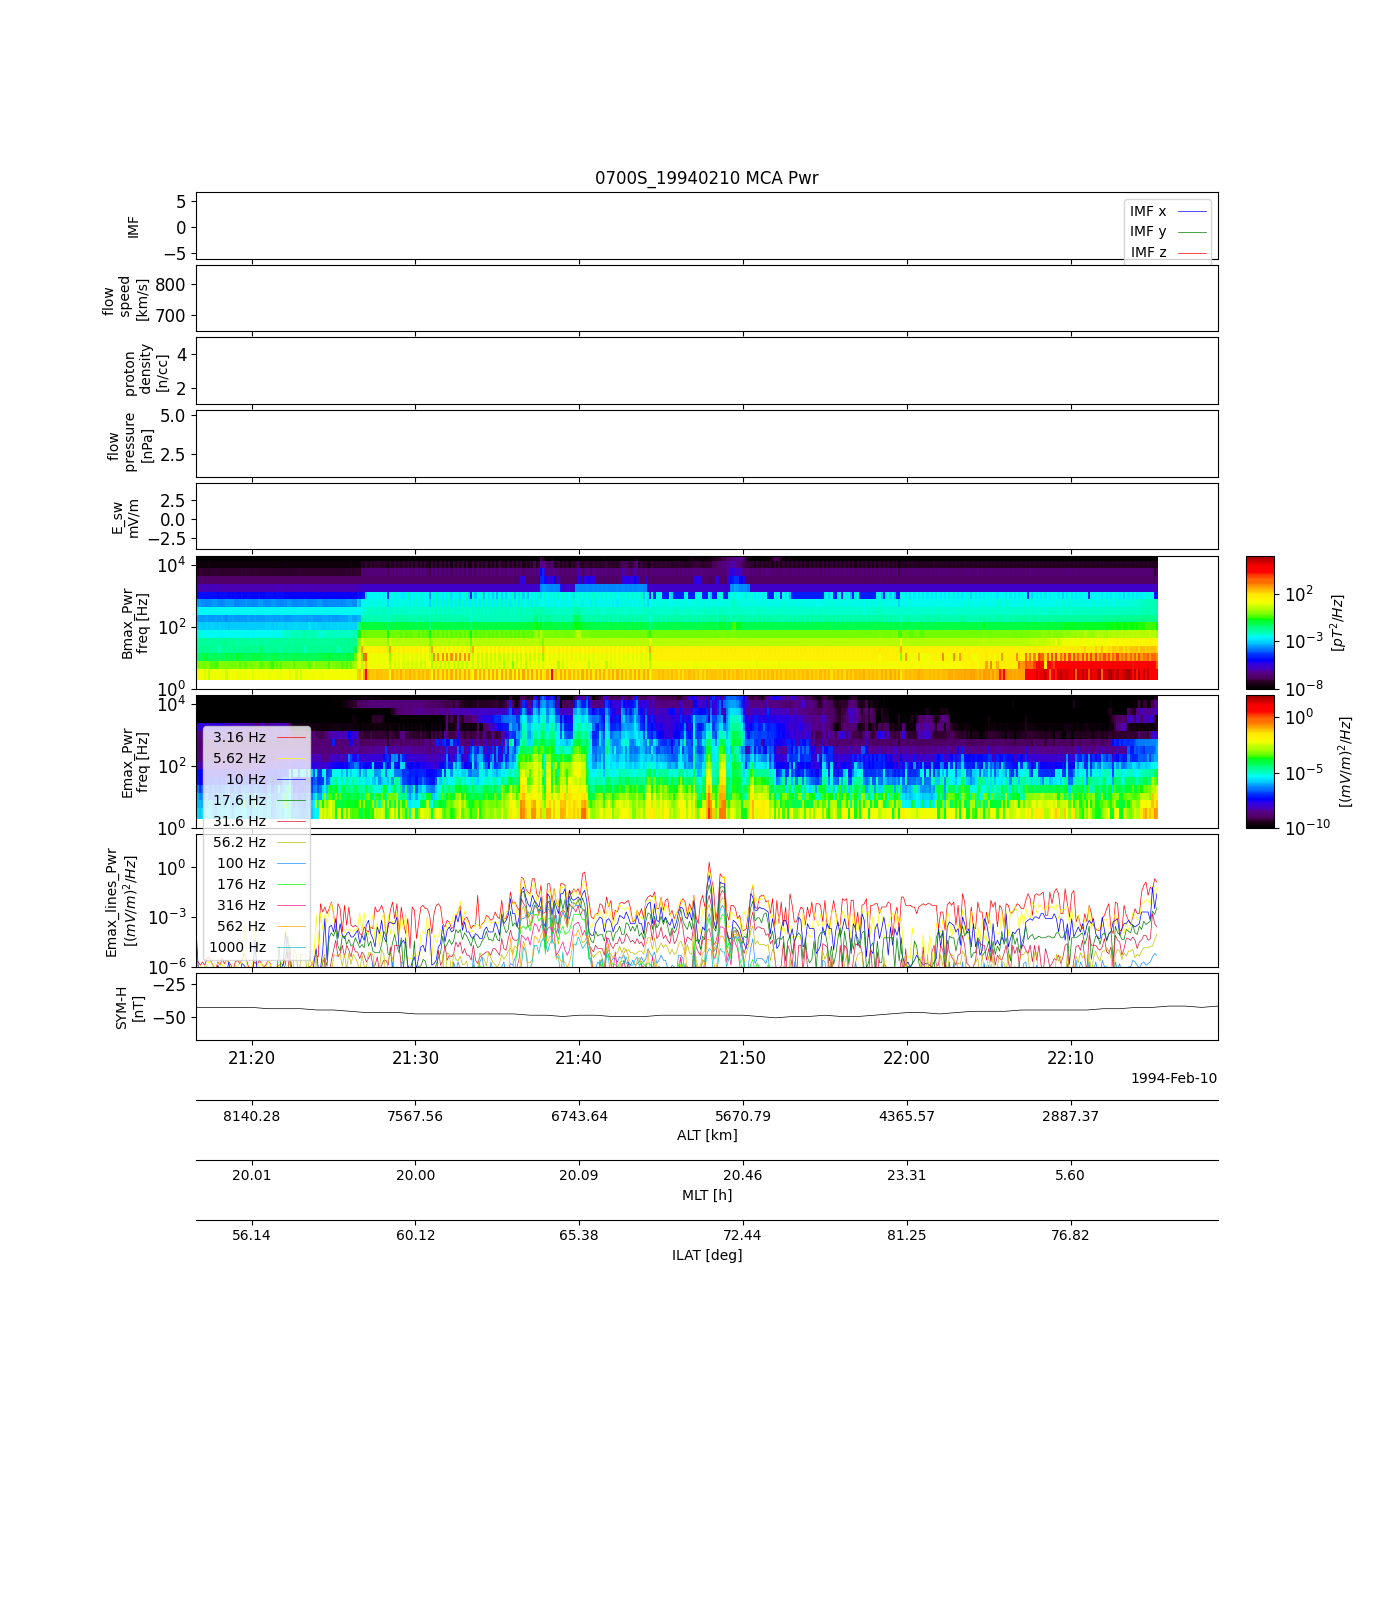 0700S_19940210 MCA Pwr
5
0
−5
IMF
IMF x
IMF y
IMF z
800
700
flow
speed
[km/s]
4
2
proton
density
[n/cc]
5.0
2.5
flow
pressure
[nPa]
2.5
0.0
−2.5
E_sw
mV/m
10^4
10^2
10^0
Bmax_Pwr
freq [Hz]
10^2
10^−3
10^−8
[pT^2/Hz]
10^4
10^2
10^0
Emax_Pwr
freq [Hz]
10^0
10^−5
10^−10
[(mV/m)^2/Hz]
3.16 Hz
5.62 Hz
10 Hz
17.6 Hz
31.6 Hz
56.2 Hz
100 Hz
176 Hz
316 Hz
562 Hz
1000 Hz
10^0
10^−3
10^−6
Emax_lines_Pwr
[(mV/m)^2/Hz]
−25
−50
SYM-H
[nT]
21:20 21:30 21:40 21:50 22:00 22:10
1994-Feb-10
8140.28 7567.56 6743.64 5670.79 4365.57 2887.37
ALT [km]
20.01 20.00 20.09 20.46 23.31 5.60
MLT [h]
56.14 60.12 65.38 72.44 81.25 76.82
ILAT [deg]